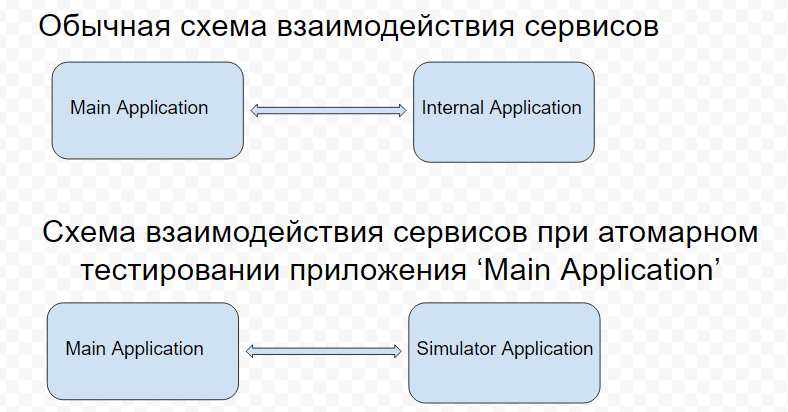 Обычная схема взаимодействия сервисов
Main Application
Internal Application
Схема взаимодействия сервисов при атомарном
тестировании приложения ‘Main Application’
Main Application
Simulator Application